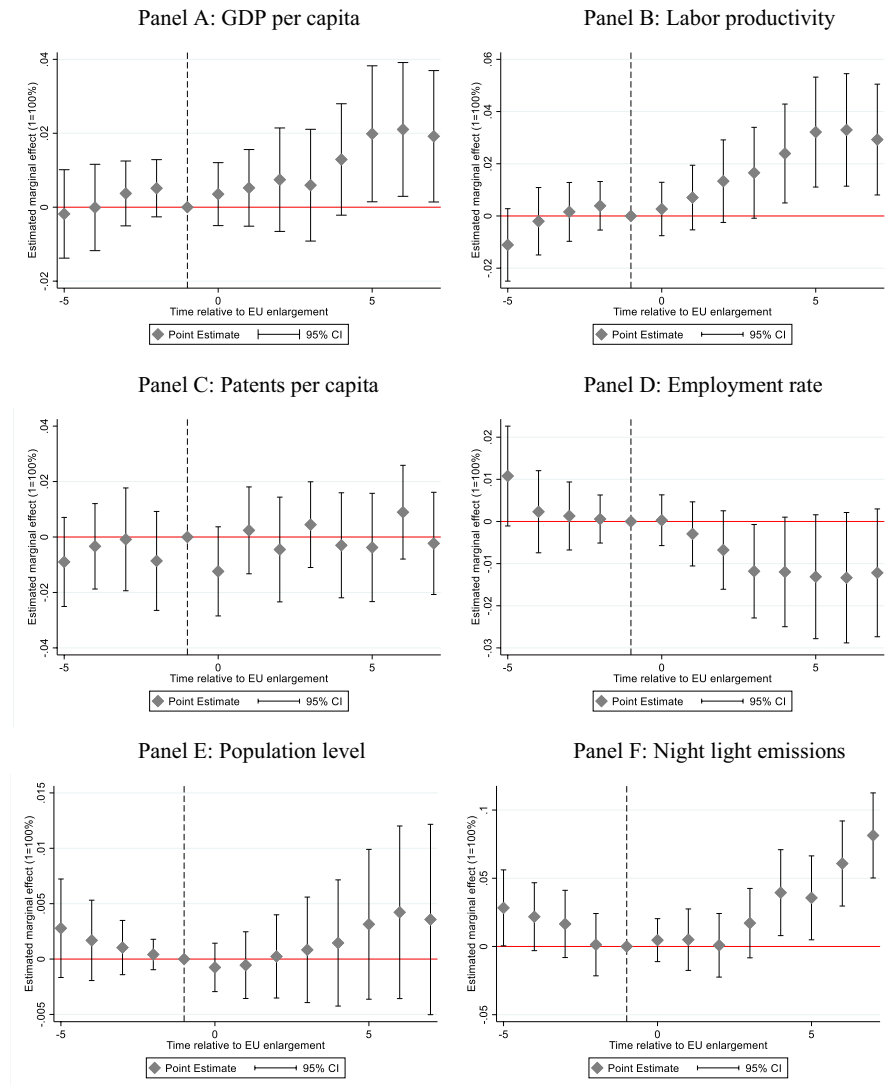 Panel A: GDP per capita
Panel B: Labor productivity
Estimated marginal effect (1=100%)
.04
.02
0
-.02
-5
0
5
Time relative to EU enlargement
Point Estimate
95% CI
Estimated marginal effect (1=100%)
.06
.04
.02
0
-.02
-5
0
5
Time relative to EU enlargement
Point Estimate
95% CI
Panel C: Patents per capita
Panel D: Employment rate
Estimated marginal effect (1=100%)
.04
.02
0
-.02
-.04
-5
0
5
Time relative to EU enlargement
Point Estimate
95% CI
Estimated marginal effect (1=100%)
.02
.01
0
-.01
-.02
-.03
-5
0
5
Time relative to EU enlargement
Point Estimate
95% CI
Panel E: Population level
Panel F: Night light emissions
Estimated marginal effect (1=100%)
.015
.01
.005
0
-.005
-5
0
5
Time relative to EU enlargement
Point Estimate
95% CI
Estimated marginal effect (1=100%)
.1
.05
0
-.05
-5
0
5
Time relative to EU enlargement
Point Estimate
95% CI